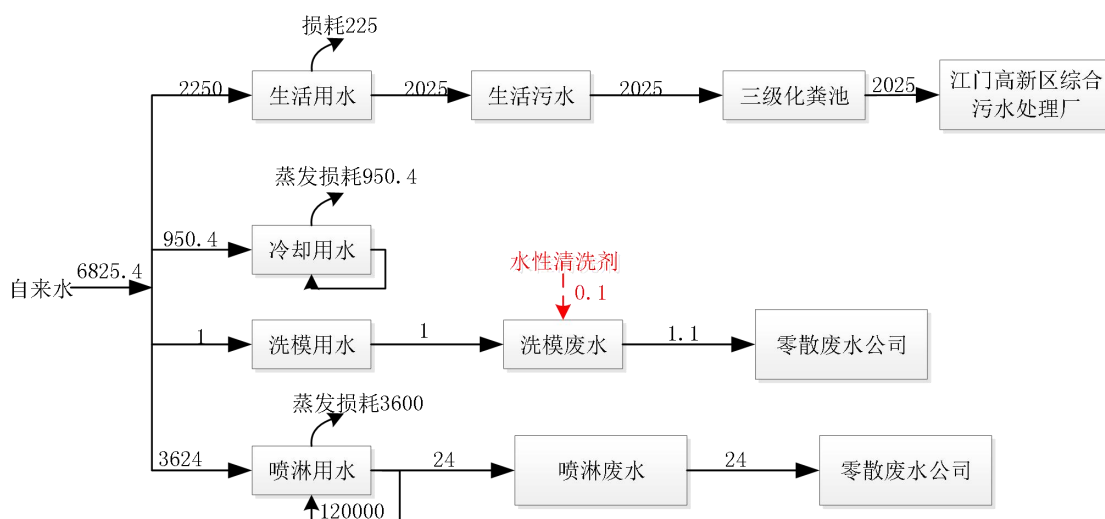 损耗225
2250
生活用水
2025
生活污水
2025
三级化粪池
2025
江门高新区综合
污水处理厂
蒸发损耗950.4
950.4
冷却用水
自来水
6825.4
水性清洗剂
0.1
1
洗模用水
1
洗模废水
1.1
零散废水公司
蒸发损耗3600
3624
喷淋用水
24
喷淋废水
24
零散废水公司
120000